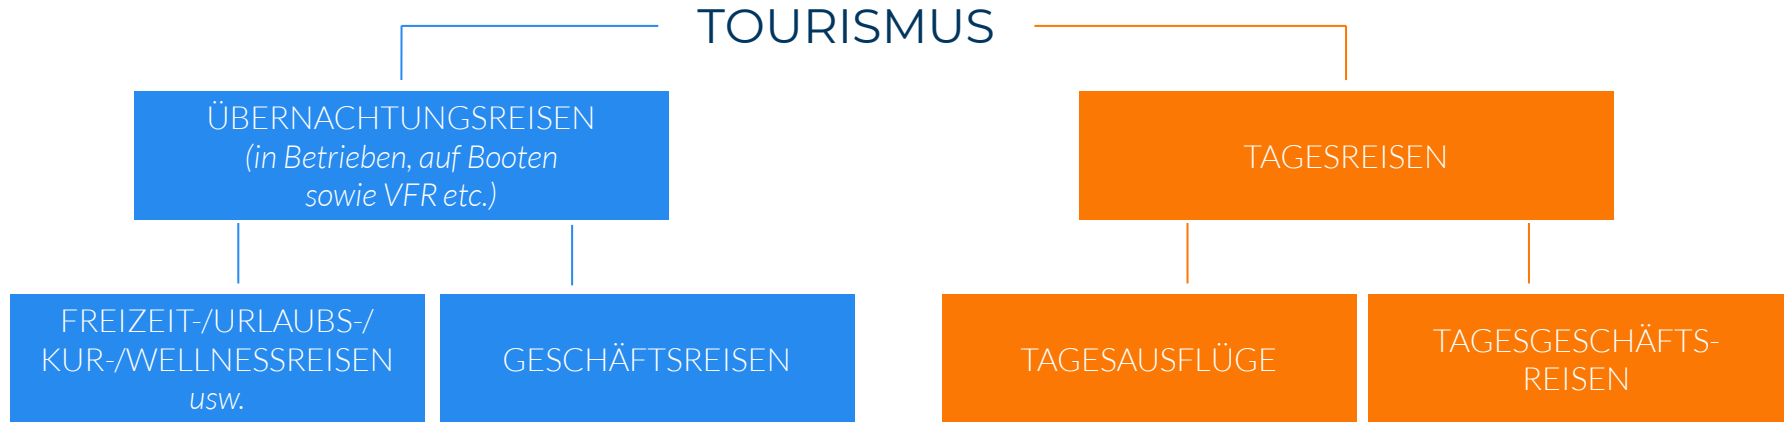 TOURISMUS
ÜBERNACHTUNGSREISEN
(in Betrieben, auf Booten
sowie VFR etc.)
TAGESREISEN
FREIZEIT-/URLAUBS-/
KUR-/WELLNESSREISEN
usw.
GESCHÄFTSREISEN
TAGESAUSFLÜGE
TAGESGESCHÄFTS-
REISEN